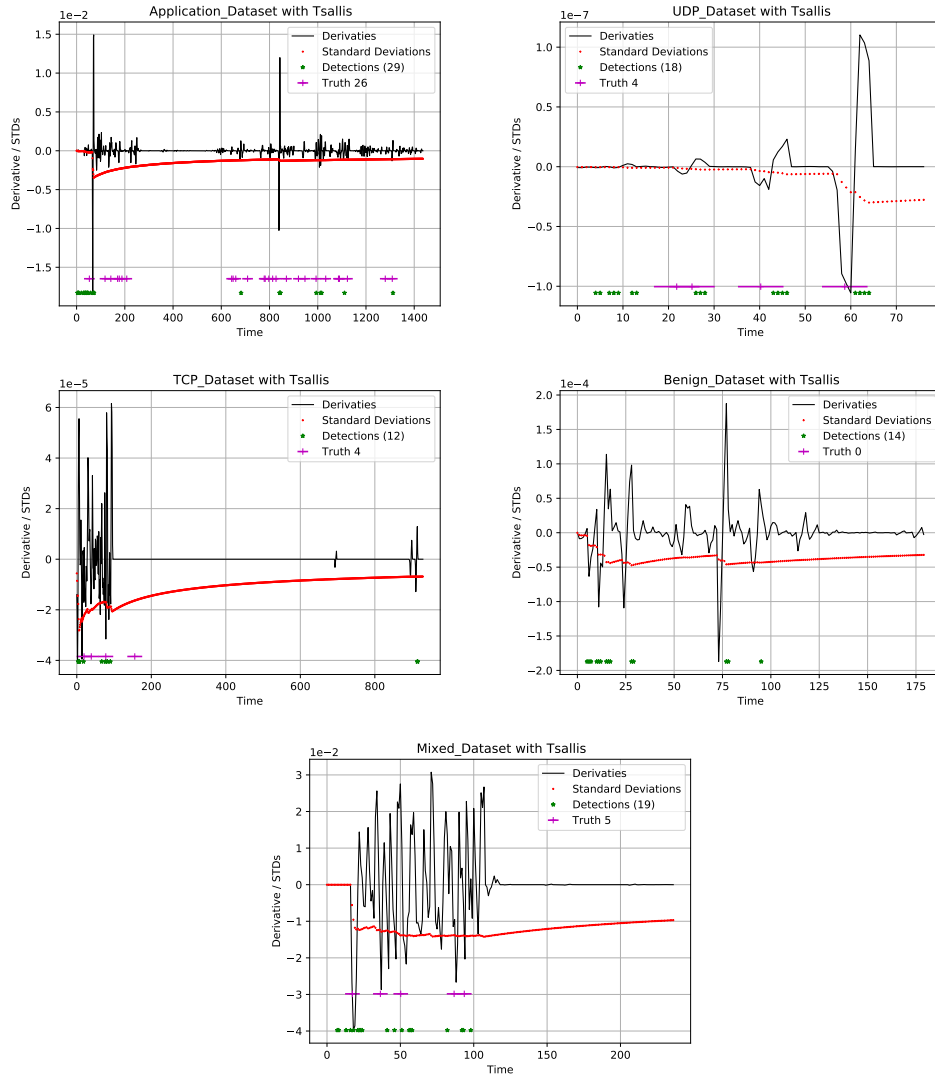 Application_Dataset with Tsallis
1e−2
1.5
1.0
0.5
0.0
−0.5
−1.0
−1.5
0 200 400 600 800 1000 1200 1400
Time
Derivative / STDs
Derivaties
Standard Deviations
Detections (29)
Truth 26
UDP_Dataset with Tsallis
1e−7
1.0
0.5
0.0
−0.5
−1.0
0 10 20 30 40 50 60 70
Time
Derivative / STDs
Derivaties
Standard Deviations
Detections (18)
Truth 4
TCP_Dataset with Tsallis
1e−5
6
4
2
0
−2
−4
0 200 400 600 800
Time
Derivative / STDs
Derivaties
Standard Deviations
Detections (12)
Truth 4
Benign_Dataset with Tsallis
1e−4
2.0
1.5
1.0
0.5
0.0
−0.5
−1.0
−1.5
−2.0
0 25 50 75 100 125 150 175
Time
Derivative / STDs
Derivaties
Standard Deviations
Detections (14)
Truth 0
Mixed_Dataset with Tsallis
1e−2
3
2
1
0
−1
−2
−3
−4
0 50 100 150 200
Time
Derivative / STDs
Derivaties
Standard Deviations
Detections (19)
Truth 5